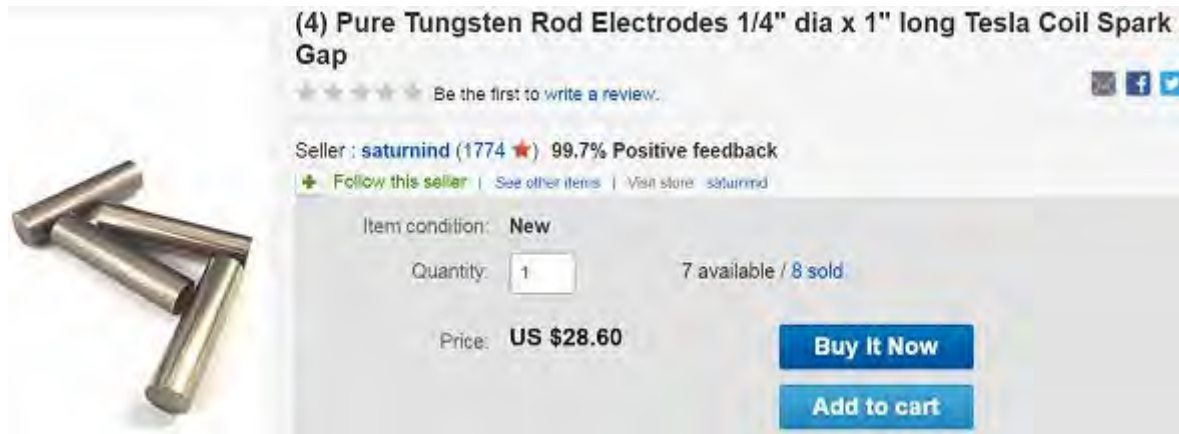 (4) Pure Tungsten Rod Electrodes 1/4" dia x 1" long Tesla Coil Spark
Gap
Be the first to write a review.
Seller : saturnind (1774 ★) 99.7% Positive feedback
+ Follow this seller | See other items | Visit store: saturnind
Item condition: New
Quantity: 1 7 available / 8 sold
Price: US $28.60
Buy It Now
Add to cart